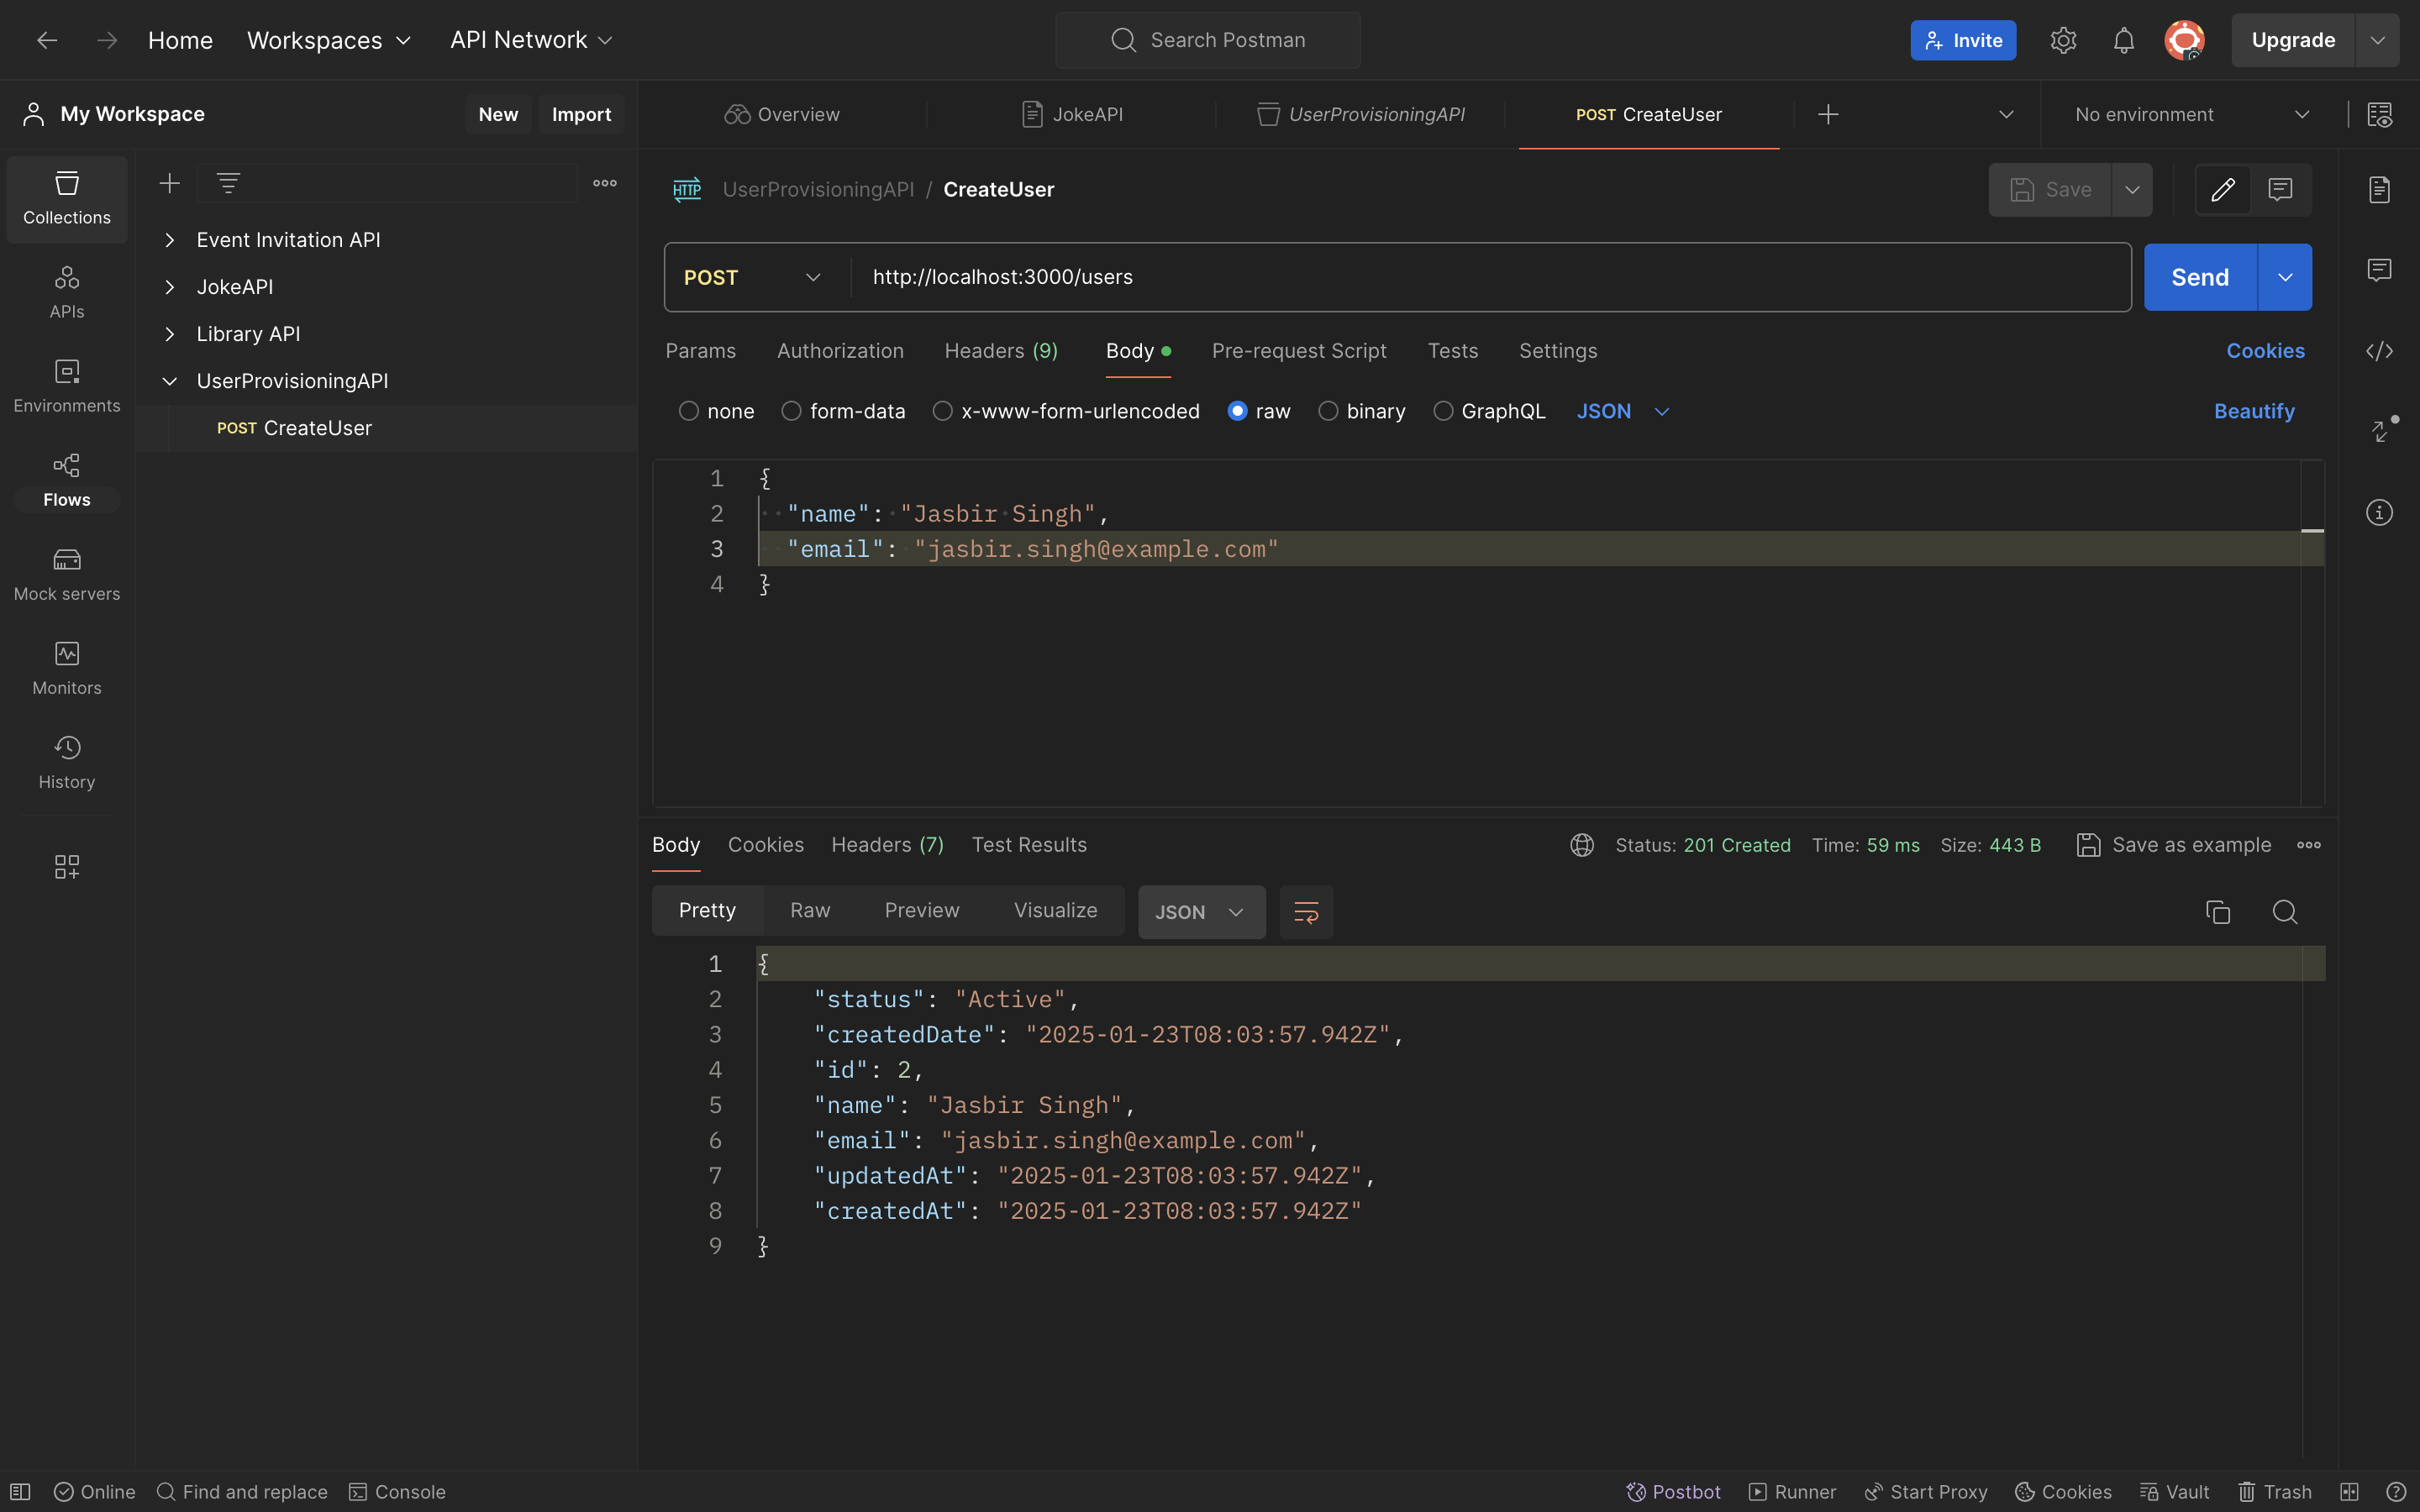 Home Workspaces API Network Search Postman Invite Upgrade
My Workspace New Import
Overview JokeAPI UserProvisioningAPI POST CreateUser No environment
Collections
APIs
Environments
Flows
Mock servers
Monitors
History
Event Invitation API
JokeAPI
Library API
UserProvisioningAPI
POST CreateUser
HTTP UserProvisioningAPI / CreateUser Save
POST http://localhost:3000/users Send
Params Authorization Headers (9) Body Pre-request Script Tests Settings Cookies
none form-data x-www-form-urlencoded raw binary GraphQL JSON Beautify
1 {
2 "name": "Jasbir Singh",
3 "email": "jasbir.singh@example.com"
4 }
Body Cookies Headers (7) Test Results Status: 201 Created Time: 59 ms Size: 443 B Save as example
Pretty Raw Preview Visualize JSON
1 {
2 "status": "Active",
3 "createdDate": "2025-01-23T08:03:57.942Z",
4 "id": 2,
5 "name": "Jasbir Singh",
6 "email": "jasbir.singh@example.com",
7 "updatedAt": "2025-01-23T08:03:57.942Z",
8 "createdAt": "2025-01-23T08:03:57.942Z"
9 }
Online Find and replace Console Postbot Runner Start Proxy Cookies Vault Trash